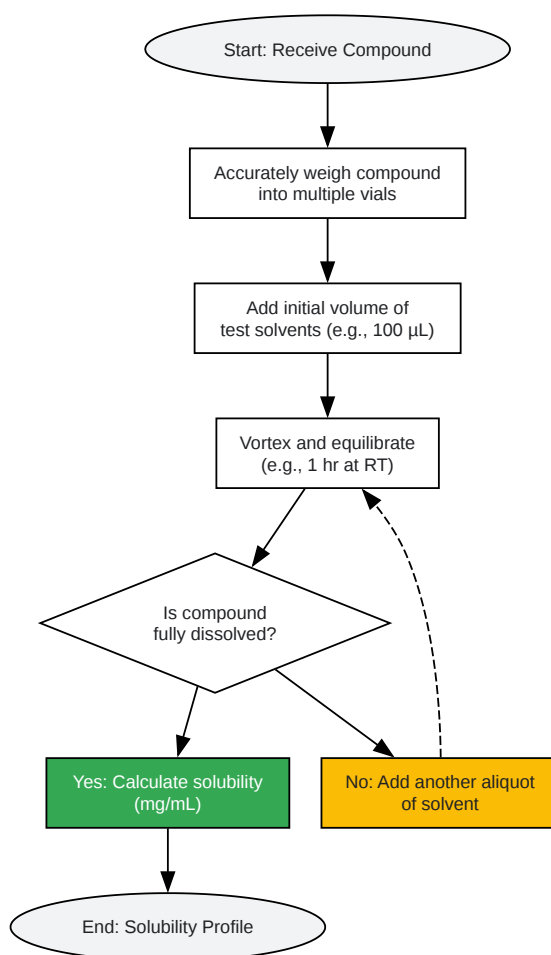 Start: Receive Compound
Accurately weigh compound
into multiple vials
Add initial volume of
test solvents (e.g., 100 µL)
Vortex and equilibrate
(e.g., 1 hr at RT)
Is compound
fully dissolved?
Yes: Calculate solubility
(mg/mL)
No: Add another aliquot
of solvent
End: Solubility Profile